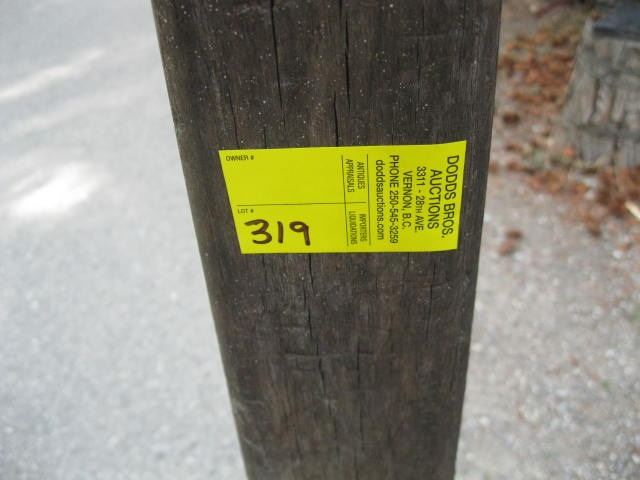 OWNER #
LOT #
319
DODDS BROS.
AUCTIONS
3311 - 28TH AVE.
VERNON, B.C.
PHONE 250-545-3259
doddsauctions.com
ANTIQUES
APPRAISALS
IMPORTERS
LIQUIDATIONS